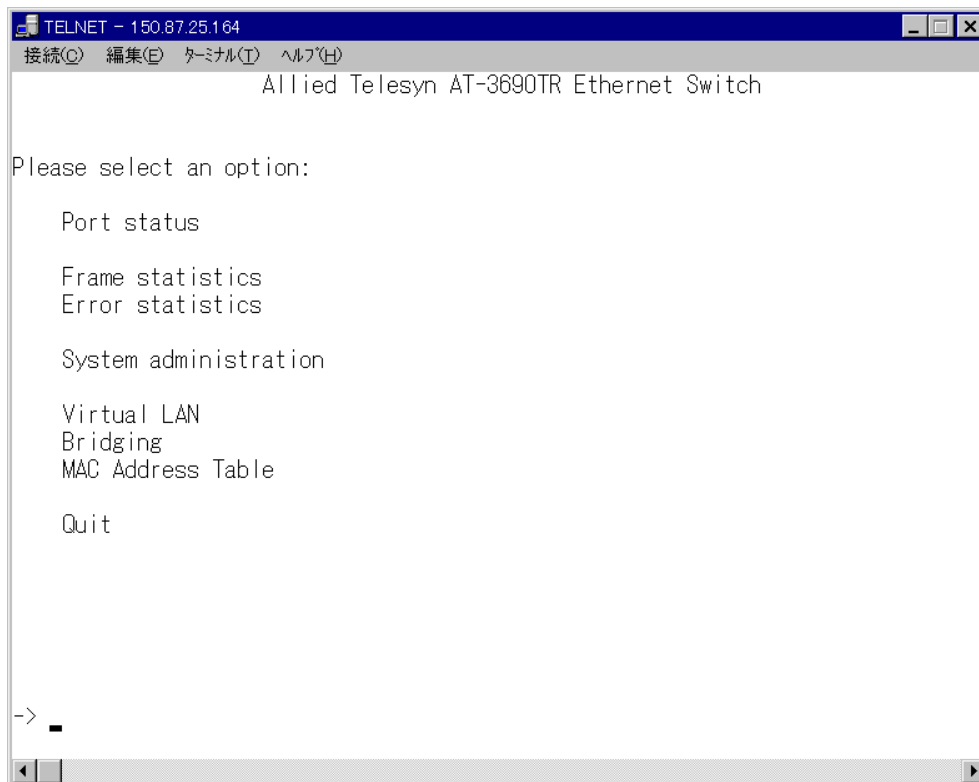 TELNET - 150.87.25.164
接続(C) 編集(E) ﾀｰﾐﾅﾙ(T) ﾍﾙﾌﾟ(H)
Allied Telesyn AT-3690TR Ethernet Switch
Please select an option:
Port status
Frame statistics
Error statistics
System administration
Virtual LAN
Bridging
MAC Address Table
Quit
->